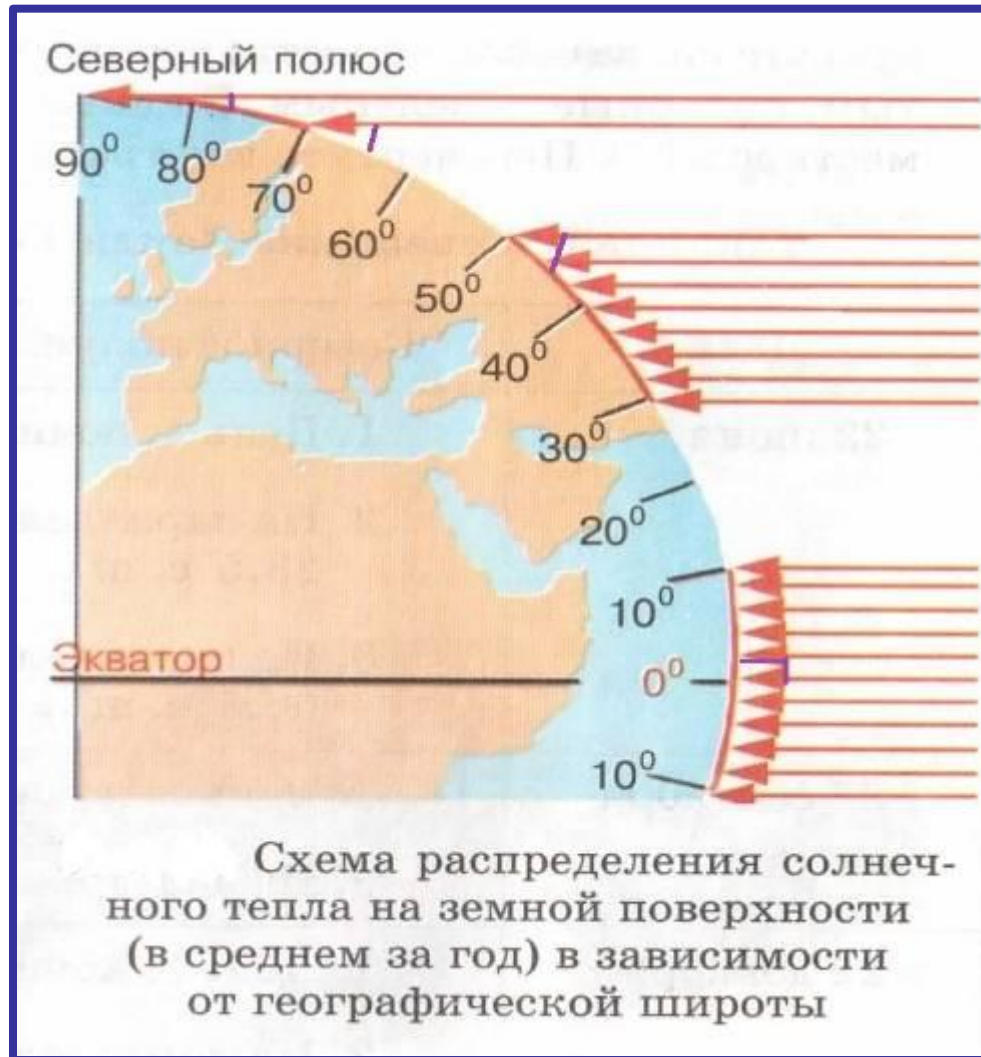 Северный полюс
90⁰
80⁰
70⁰
60⁰
50⁰
40⁰
30⁰
20⁰
10⁰
Экватор
0⁰
10⁰
Схема распределения солнеч-
ного тепла на земной поверхности
(в среднем за год) в зависимости
от географической широты